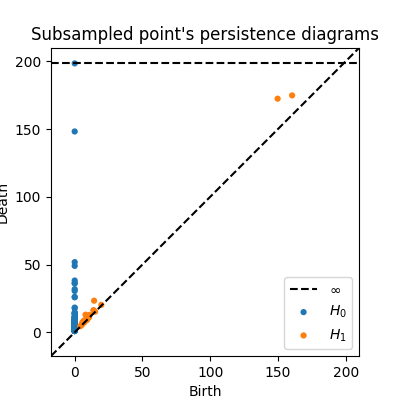 Subsampled point's persistence diagrams
200
150
100
50
0
Death
∞
H₀
H₁
0 50 100 150 200
Birth